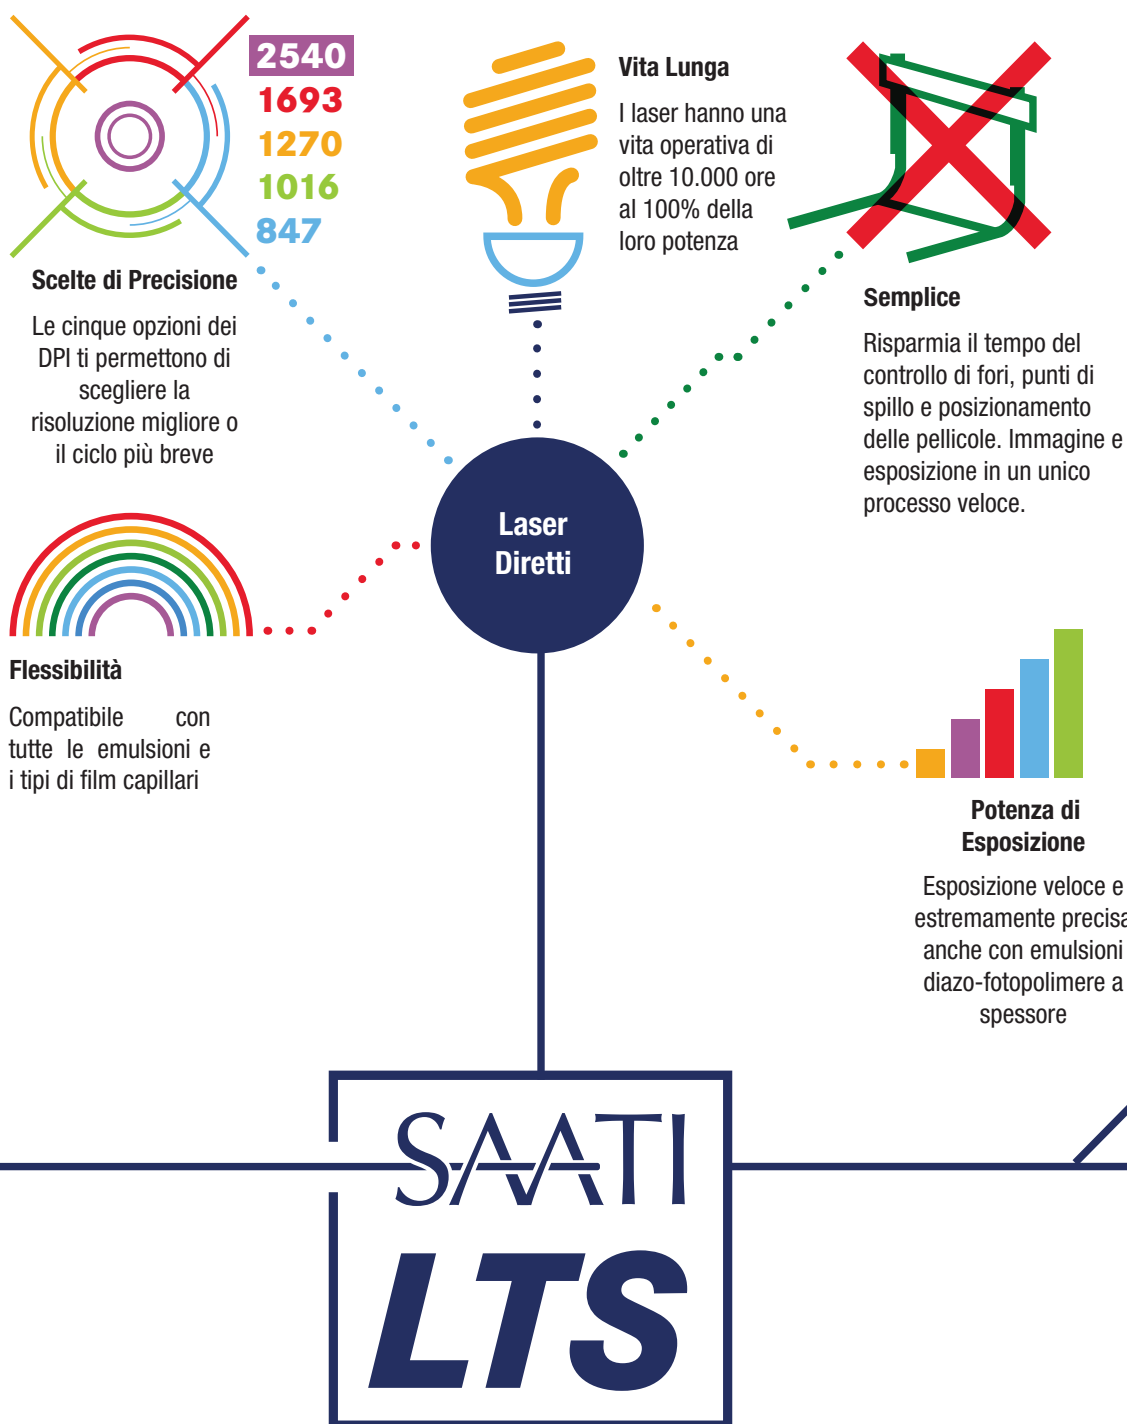 2540
1693
1270
1016
847
Scelte di Precisione
Le cinque opzioni dei
DPI ti permettono di
scegliere la
risoluzione migliore o
il ciclo più breve
Vita Lunga
I laser hanno una
vita operativa di
oltre 10.000 ore
al 100% della
loro potenza
Semplice
Risparmia il tempo del
controllo di fori, punti di
spillo e posizionamento
delle pellicole. Immagine e
esposizione in un unico
processo veloce.
Laser
Diretti
Flessibilità
Compatibile con
tutte le emulsioni e
i tipi di film capillari
Potenza di
Esposizione
Esposizione veloce e
estremamente precisa
anche con emulsioni
diazo-fotopolimere a
spessore
SAATI
LTS